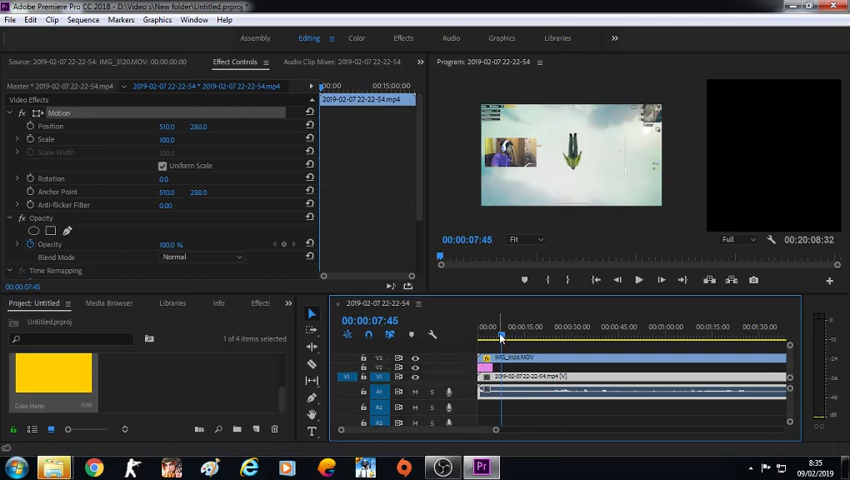 Adobe Premiere Pro CC 2018 - D:\Video's\New folder\Untitled.prproj *
File Edit Clip Sequence Markers Graphics Window Help
Assembly Editing Color Effects Audio Graphics Libraries
Source: 2019-02-07 22-22-54: IMG_3120.MOV: 00:00:00:00 Effect Controls Audio Clip Mixer: 2019-02-07 22-22-54 Program: 2019-02-07 22-22-54
Master * 2019-02-07 22-22-54.mp4 2019-02-07 22-22-54 * 2019-02-07 22-22-54.mp4 00:00 00:15:00:00
Video Effects 2019-02-07 22-22-54.mp4
fx Motion
Position 510.0 288.0
Scale 100.0
Scale Width 100.0
Uniform Scale
Rotation 0.0
Anchor Point 510.0 288.0
Anti-flicker Filter 0.00
fx Opacity
Opacity 100.0 %
Blend Mode Normal
Time Remapping
00:00:07:45
00:00:07:45 Fit Full 00:20:08:32
Project: Untitled Media Browser Libraries Info Effects
Untitled.prproj
1 of 4 items selected
Color Matte 5:00
2019-02-07 22-22-54
00:00:07:45
:00:00 00:00:15:00 00:00:30:00 00:00:45:00 00:01:00:00 00:01:15:00 00:01:30:00
V3 fx IMG_3120.MOV
V2
V1 V1 2019-02-07 22-22-54.mp4 [V]
A1 M S
A2 M S
A3 M S
0
8:35
09/02/2019